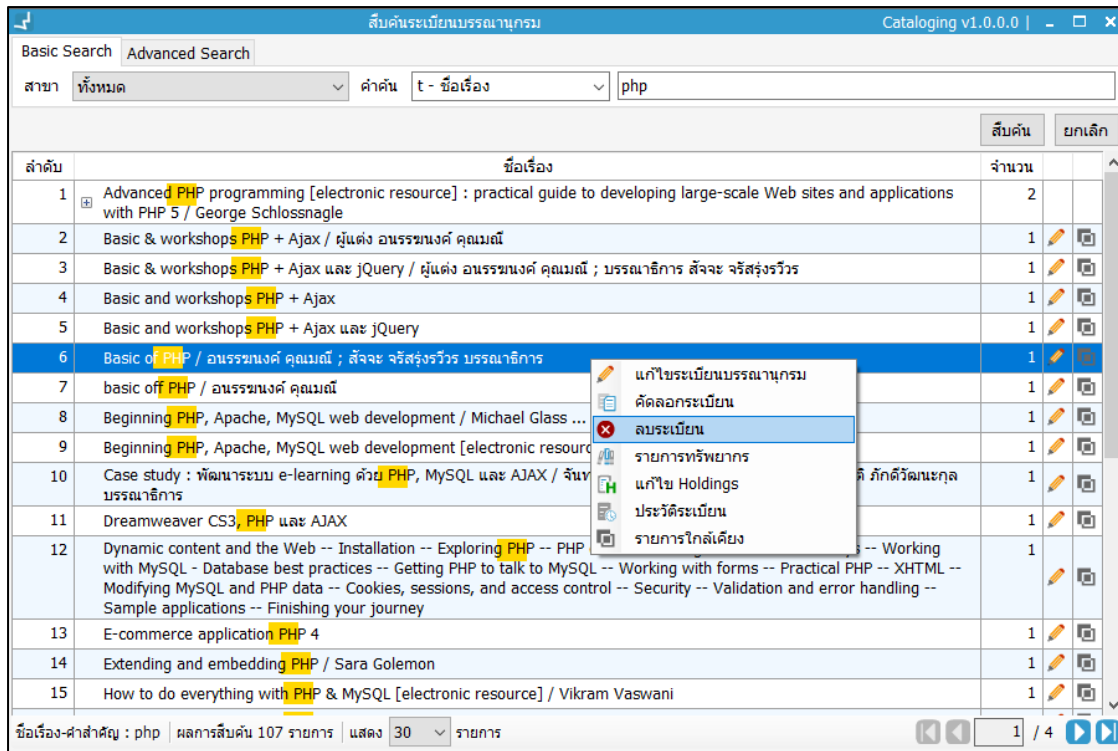 สืบค้นระเบียนบรรณานุกรม Cataloging v1.0.0.0 |
Basic Search Advanced Search
สาขา ทั้งหมด คำค้น t - ชื่อเรื่อง php
สืบค้น ยกเลิก
ลำดับ ชื่อเรื่อง จำนวน
1 Advanced PHP programming [electronic resource] : practical guide to developing large-scale Web sites and applications 2
with PHP 5 / George Schlossnagle
2 Basic & workshops PHP + Ajax / ผู้แต่ง อนรรฆนงค์ คุณมณี 1
3 Basic & workshops PHP + Ajax และ jQuery / ผู้แต่ง อนรรฆนงค์ คุณมณี ; บรรณาธิการ สัจจะ จรัสรุ่งรวีวร 1
4 Basic and workshops PHP + Ajax 1
5 Basic and workshops PHP + Ajax และ jQuery 1
6 Basic of PHP / อนรรฆนงค์ คุณมณี ; สัจจะ จรัสรุ่งรวีวร บรรณาธิการ 1
แก้ไขระเบียนบรรณานุกรม
7 basic off PHP / อนรรฆนงค์ คุณมณี 1
คัดลอกระเบียน
8 Beginning PHP, Apache, MySQL web development / Michael Glass ... 1
ลบระเบียน
9 Beginning PHP, Apache, MySQL web development [electronic 1
รายการทรัพยากร
10 Case study : พัฒนาระบบ e-learning ด้วย PHP, MySQL และ AJAX / ภักดีวัฒนะกุล 1
บรรณาธิการ
แก้ไข Holdings
11 Dreamweaver CS3, PHP และ AJAX 1
ประวัติระเบียน
รายการใกล้เคียง
12 Dynamic content and the Web -- Installation -- Exploring PHP -- PHP -- Working 1
with MySQL - Database best practices -- Getting PHP to talk to MySQL -- Working with forms -- Practical PHP -- XHTML --
Modifying MySQL and PHP data -- Cookies, sessions, and access control -- Security -- Validation and error handling --
Sample applications -- Finishing your journey
13 E-commerce application PHP 4 1
14 Extending and embedding PHP / Sara Golemon 1
15 How to do everything with PHP & MySQL [electronic resource] / Vikram Vaswani 1
ชื่อเรื่อง-คำสำคัญ : php ผลการสืบค้น 107 รายการ แสดง 30 รายการ 1 / 4